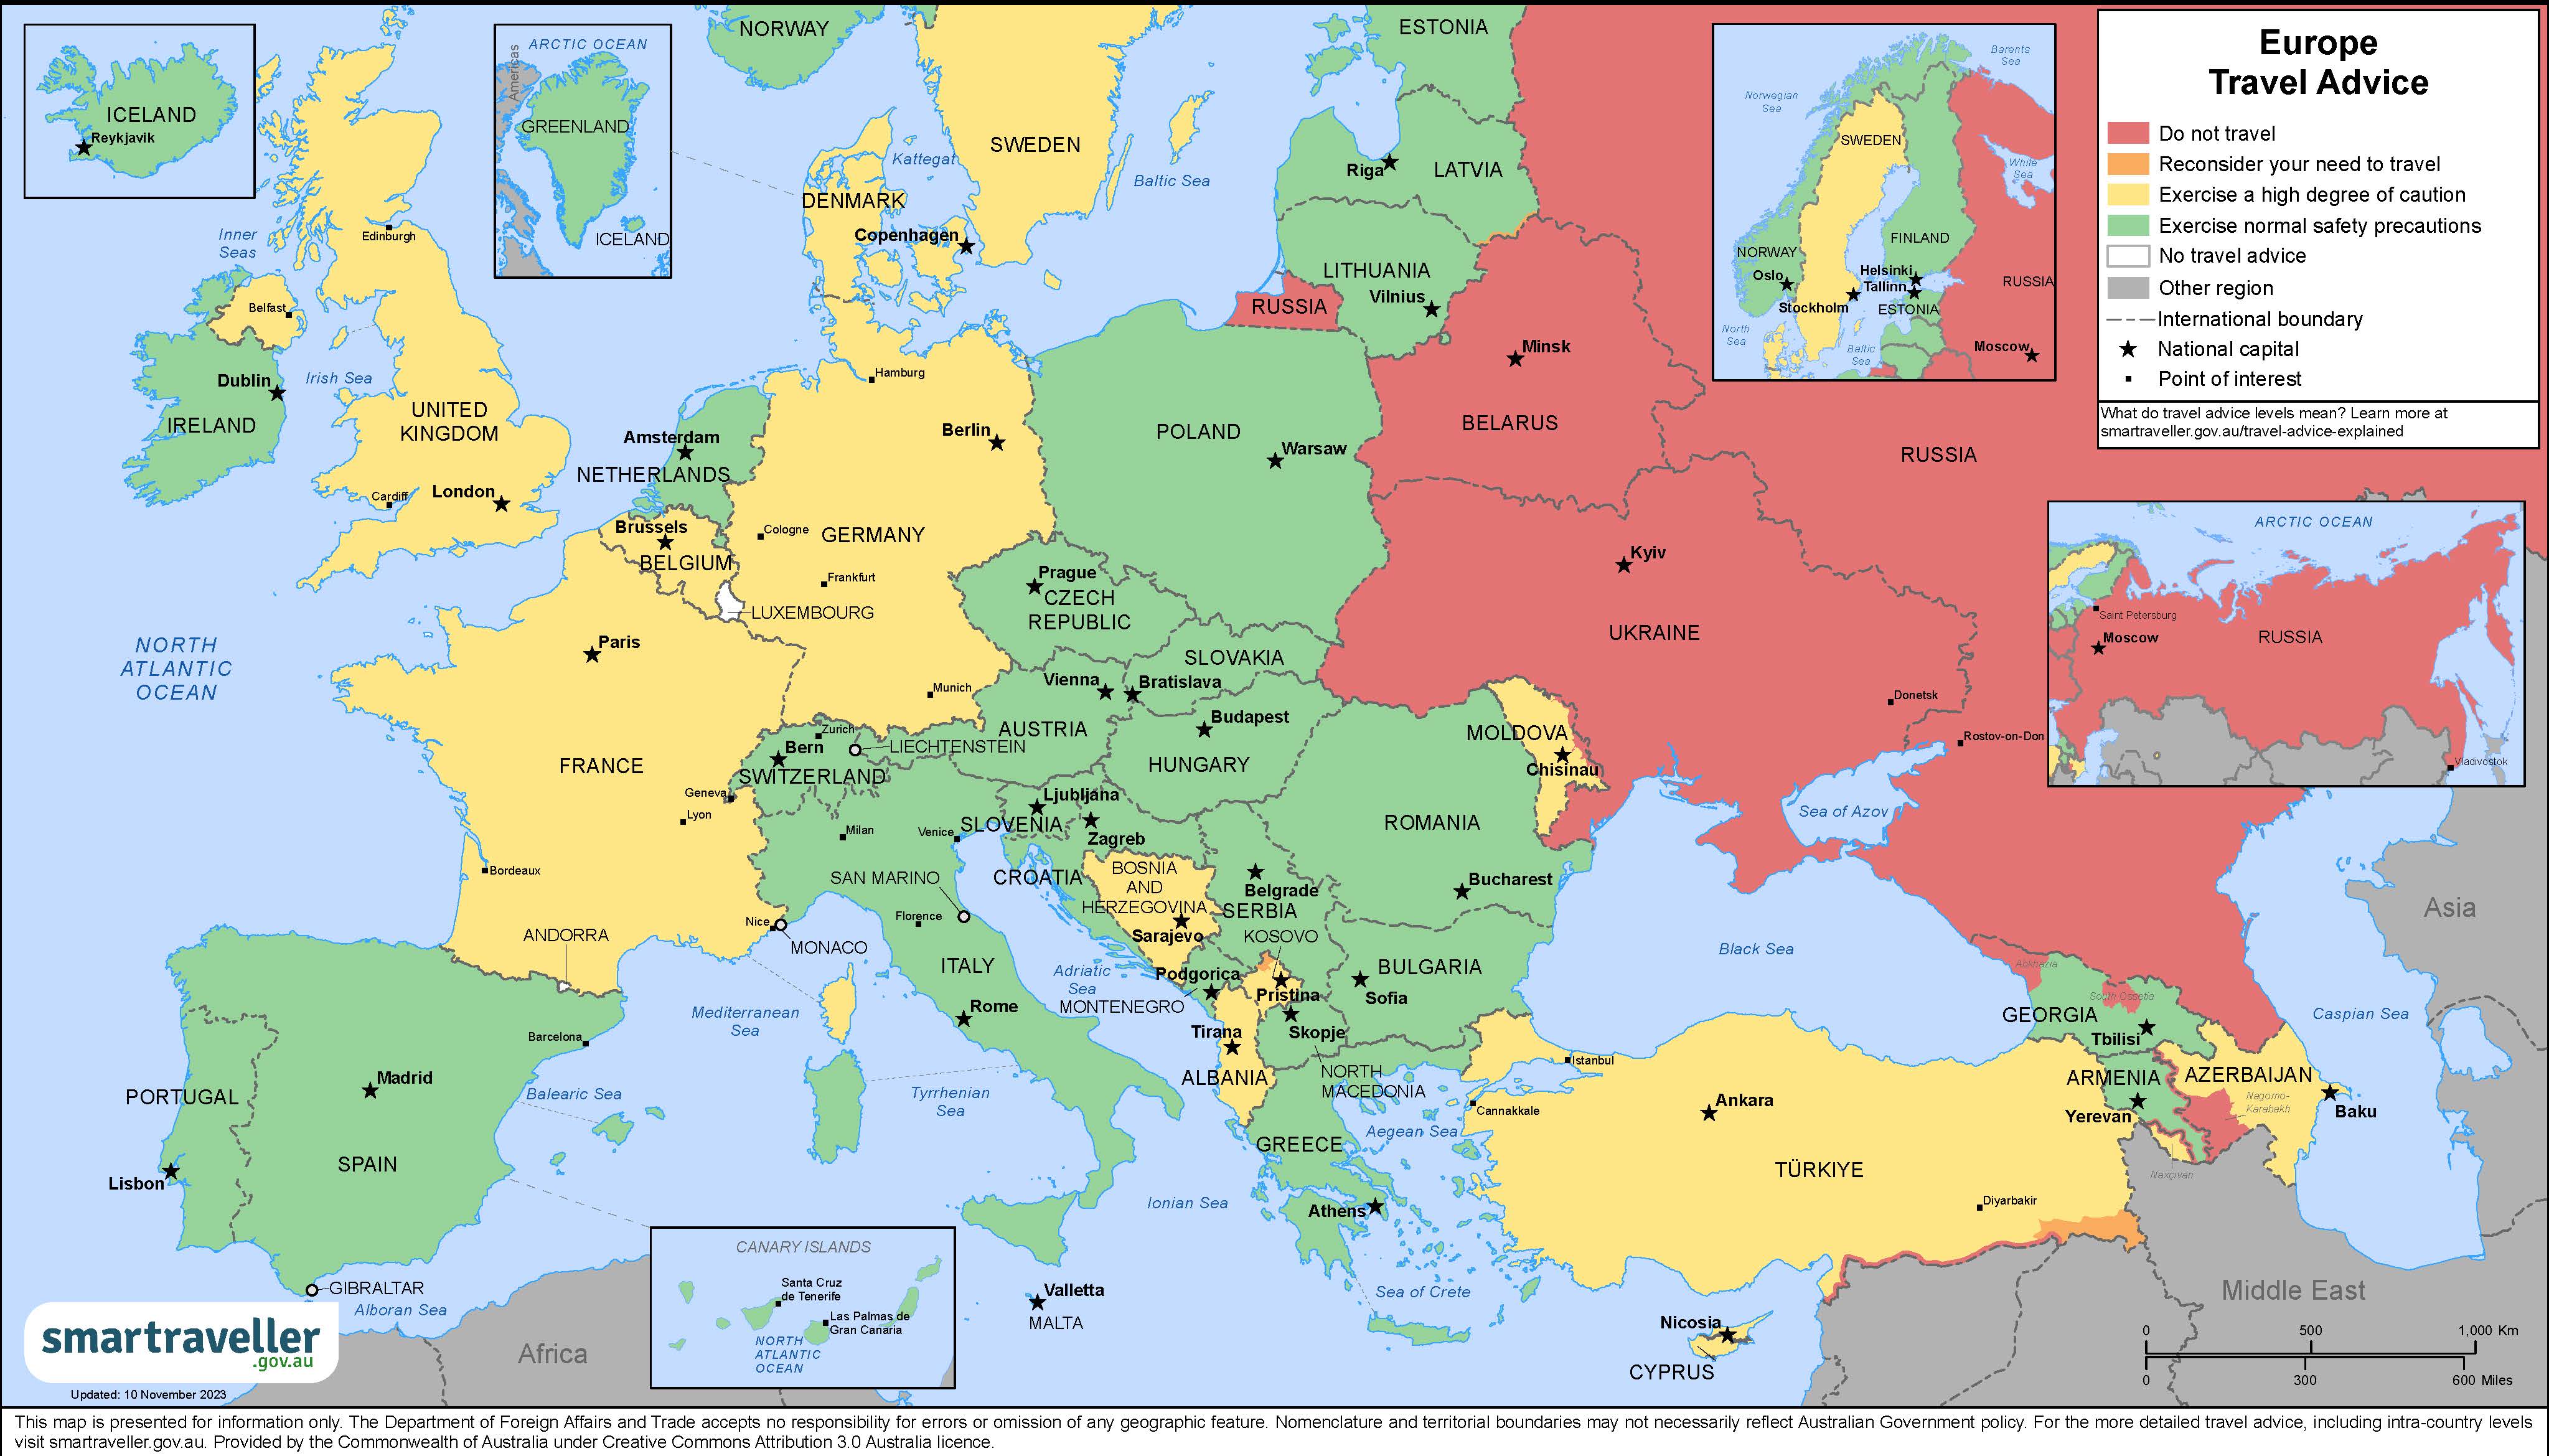 Europe
Travel Advice
Do not travel
Reconsider your need to travel
Exercise a high degree of caution
Exercise normal safety precautions
No travel advice
Other region
International boundary
National capital
Point of interest
What do travel advice levels mean? Learn more at
smartraveller.gov.au/travel-advice-explained
ICELAND
Reykjavik
ARCTIC OCEAN
Americas
GREENLAND
ICELAND
NORWAY
SWEDEN
ESTONIA
Kattegat
Baltic Sea
DENMARK
Copenhagen
Riga
LATVIA
LITHUANIA
Vilnius
RUSSIA
Barents
Sea
Norwegian
Sea
White
Sea
SWEDEN
NORWAY
FINLAND
Oslo
Helsinki
Tallinn
Stockholm
ESTONIA
RUSSIA
North
Sea
Baltic
Sea
Moscow
Inner
Seas
Edinburgh
Belfast
Dublin
IRELAND
Irish Sea
UNITED
KINGDOM
Cardiff
London
Hamburg
Berlin
Amsterdam
NETHERLANDS
Brussels
BELGIUM
Cologne
GERMANY
Frankfurt
LUXEMBOURG
Munich
POLAND
Warsaw
Minsk
BELARUS
RUSSIA
Kyiv
UKRAINE
Donetsk
Rostov-on-Don
ARCTIC OCEAN
Saint Petersburg
Moscow
RUSSIA
Vladivostok
NORTH
ATLANTIC
OCEAN
Paris
FRANCE
Prague
CZECH
REPUBLIC
SLOVAKIA
Vienna
Bratislava
AUSTRIA
Budapest
HUNGARY
Zurich
Bern
LIECHTENSTEIN
SWITZERLAND
Geneva
Lyon
Milan
Venice
Ljubljana
SLOVENIA
Zagreb
MOLDOVA
Chisinau
ROMANIA
Sea of Azov
Bordeaux
SAN MARINO
CROATIA
BOSNIA
AND
HERZEGOVINA
Sarajevo
Belgrade
SERBIA
Bucharest
Nice
MONACO
Florence
ANDORRA
KOSOVO
ITALY
Adriatic
Sea
Podgorica
MONTENEGRO
Pristina
BULGARIA
Sofia
Black Sea
Asia
Abkhazia
South Ossetia
GEORGIA
Tbilisi
Caspian Sea
Mediterranean
Sea
Rome
Tirana
Skopje
ALBANIA
NORTH
MACEDONIA
Istanbul
Cannakkale
Ankara
ARMENIA
Yerevan
AZERBAIJAN
Nagorno-
Karabakh
Baku
Naxçivan
Barcelona
PORTUGAL
Madrid
Balearic Sea
Tyrrhenian
Sea
Aegean Sea
GREECE
SPAIN
Lisbon
TÜRKIYE
Diyarbakir
Ionian Sea
Athens
GIBRALTAR
Alboran Sea
CANARY ISLANDS
Santa Cruz
de Tenerife
Las Palmas de
Gran Canaria
NORTH
ATLANTIC
OCEAN
Valletta
MALTA
Sea of Crete
Nicosia
CYPRUS
Middle East
Africa
0 500 1,000 Km
0 300 600 Miles
smartraveller
.gov.au
Updated: 10 November 2023
This map is presented for information only. The Department of Foreign Affairs and Trade accepts no responsibility for errors or omission of any geographic feature. Nomenclature and territorial boundaries may not necessarily reflect Australian Government policy. For the more detailed travel advice, including intra-country levels
visit smartraveller.gov.au. Provided by the Commonwealth of Australia under Creative Commons Attribution 3.0 Australia licence.